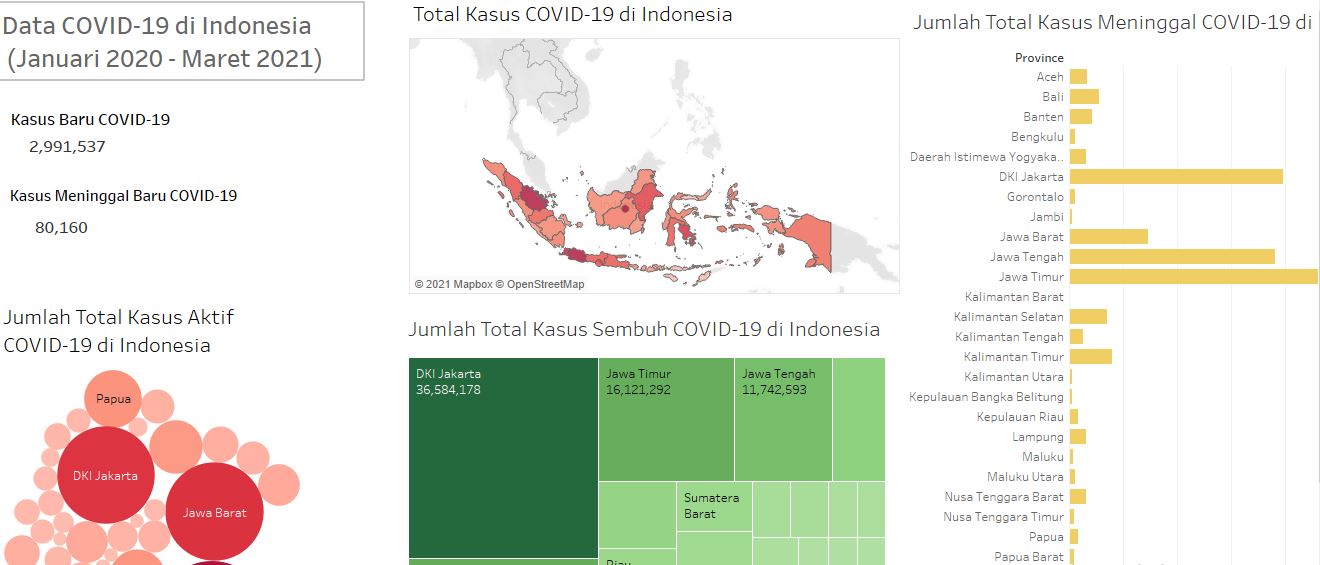 Data COVID-19 di Indonesia
(Januari 2020 - Maret 2021)
Kasus Baru COVID-19
2,991,537
Kasus Meninggal Baru COVID-19
80,160
Jumlah Total Kasus Aktif
COVID-19 di Indonesia
Papua
DKI Jakarta
Jawa Barat
Total Kasus COVID-19 di Indonesia
© 2021 Mapbox © OpenStreetMap
Jumlah Total Kasus Sembuh COVID-19 di Indonesia
DKI Jakarta
36,584,178
Jawa Timur
16,121,292
Jawa Tengah
11,742,593
Sumatera
Barat
Riau
Jumlah Total Kasus Meninggal COVID-19 di
Province
Aceh
Bali
Banten
Bengkulu
Daerah Istimewa Yogyaka..
DKI Jakarta
Gorontalo
Jambi
Jawa Barat
Jawa Tengah
Jawa Timur
Kalimantan Barat
Kalimantan Selatan
Kalimantan Tengah
Kalimantan Timur
Kalimantan Utara
Kepulauan Bangka Belitung
Kepulauan Riau
Lampung
Maluku
Maluku Utara
Nusa Tenggara Barat
Nusa Tenggara Timur
Papua
Papua Barat